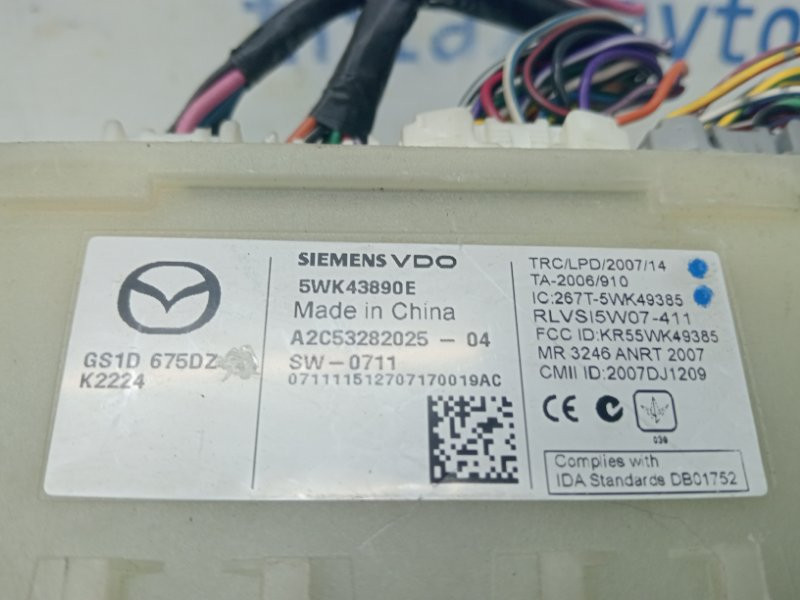 GS1D 675DZ
K2224
SIEMENS VDO
5WK43890E
Made in China
A2C53282025 - 04
SW-0711
071111512707170019AC
TRC/LPD/2007/14
TA-2006/910
IC:267T-5WK49385
RLVSI5W07-411
FCC ID:KR55WK49385
MR 3246 ANRT 2007
CMII ID:2007DJ1209
CE
Complies with
IDA Standards DB01752